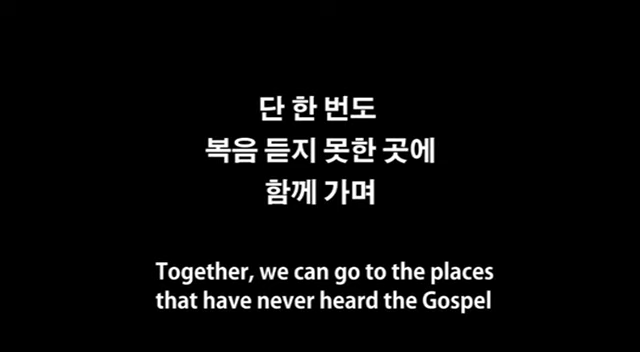 단 한 번도
복음 듣지 못한 곳에
함께 가며
Together, we can go to the places
that have never heard the Gospel